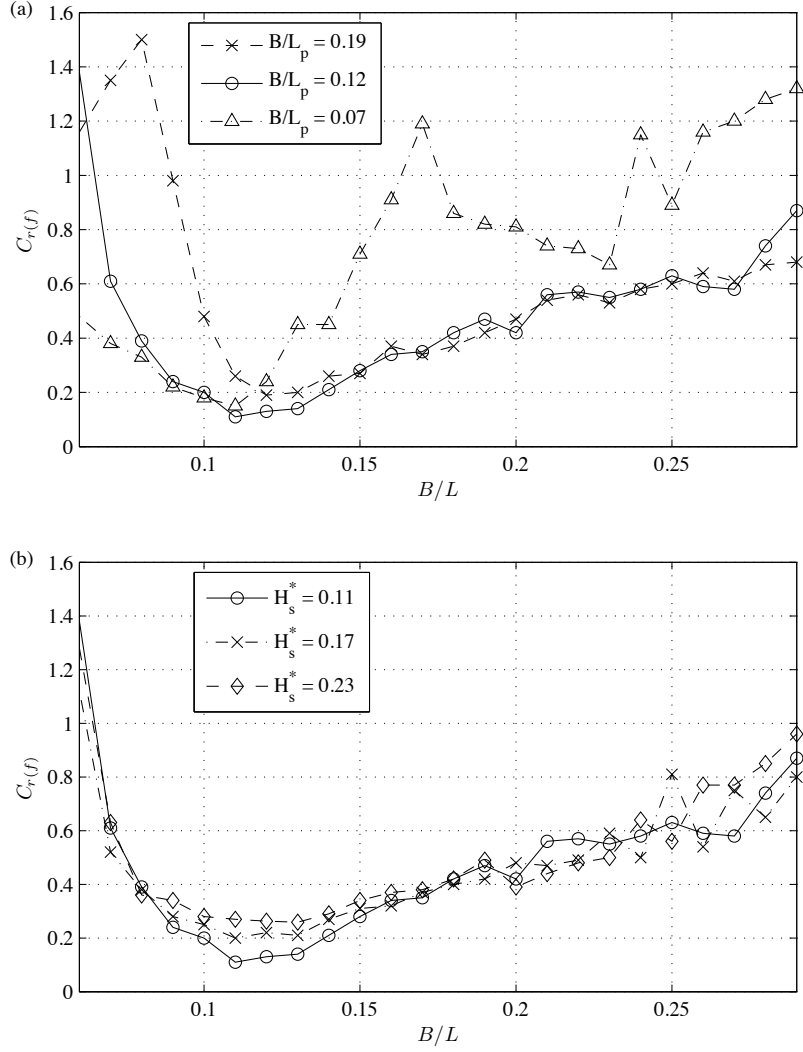 (a)
1.6
1.4
1.2
1
0.8
0.6
0.4
0.2
0
C_{r(f)}
B/L_p = 0.19
B/L_p = 0.12
B/L_p = 0.07
0.1
0.15
0.2
0.25
B/L
(b)
1.6
1.4
1.2
1
0.8
0.6
0.4
0.2
0
C_{r(f)}
H_s^* = 0.11
H_s^* = 0.17
H_s^* = 0.23
0.1
0.15
0.2
0.25
B/L